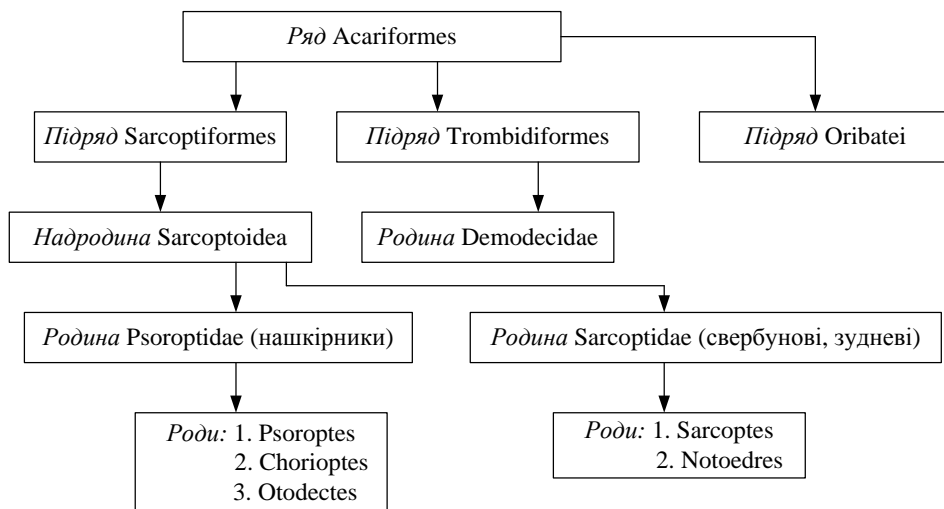 Ряд Acariformes
Підряд Sarcoptiformes
Підряд Trombidiformes
Підряд Oribatei
Надродина Sarcoptoidea
Родина Demodecidae
Родина Psoroptidae (нашкірники)
Родина Sarcoptidae (свербунові, зудневі)
Роди: 1. Psoroptes
2. Chorioptes
3. Otodectes
Роди: 1. Sarcoptes
2. Notoedres